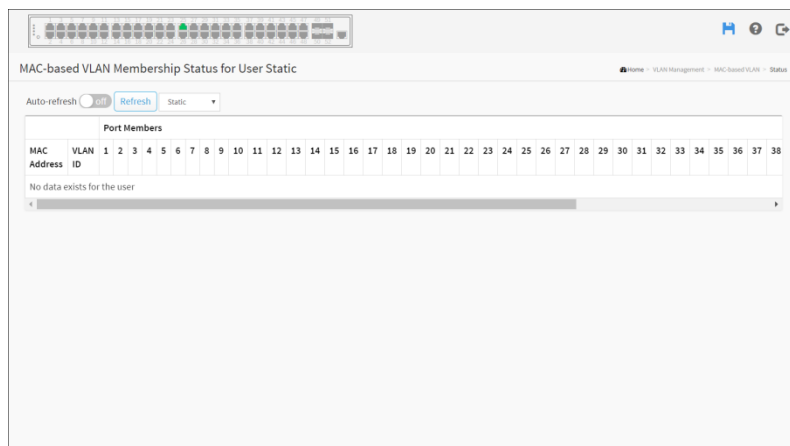 MAC-based VLAN Membership Status for User Static
Home > VLAN Management > MAC-based VLAN > Status
Auto-refresh off Refresh Static
Port Members
MAC Address VLAN ID 1 2 3 4 5 6 7 8 9 10 11 12 13 14 15 16 17 18 19 20 21 22 23 24 25 26 27 28 29 30 31 32 33 34 35 36 37 38
No data exists for the user